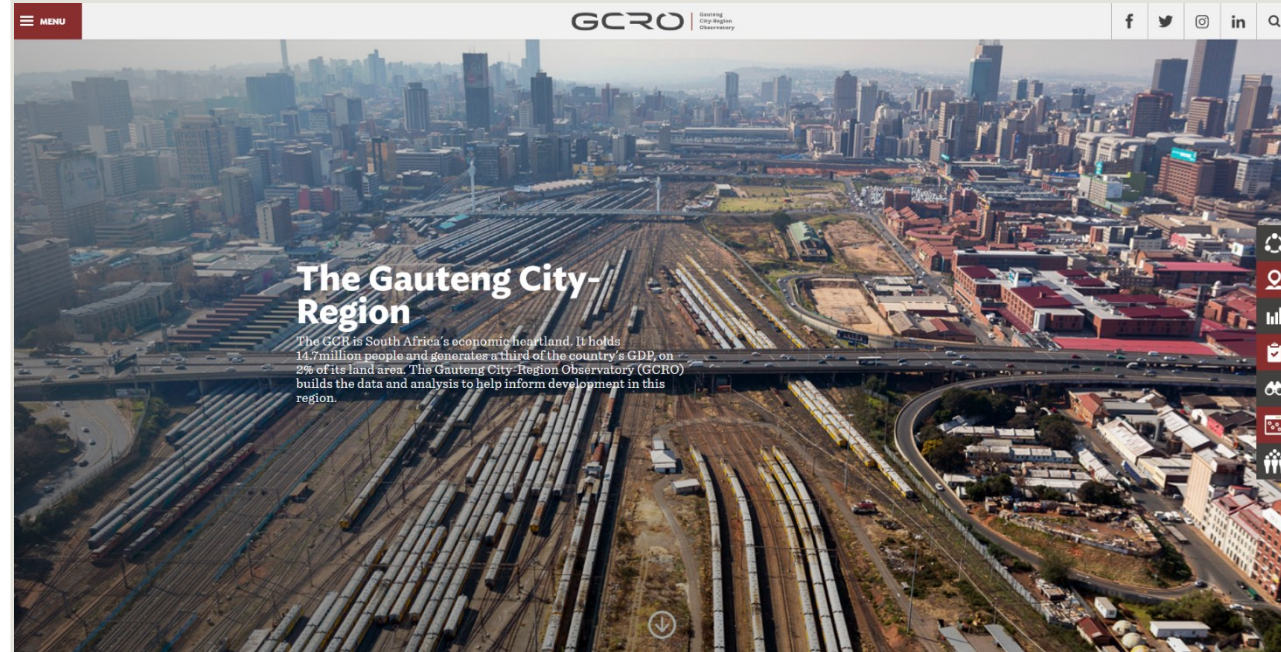 MENU
GCRO
Gauteng
City-Region
Observatory
The Gauteng City-
Region
The GCR is South Africa's economic heartland. It holds
14.7million people and generates a third of the country's GDP, on
2% of its land area. The Gauteng City-Region Observatory (GCRO)
builds the data and analysis to help inform development in this
region.